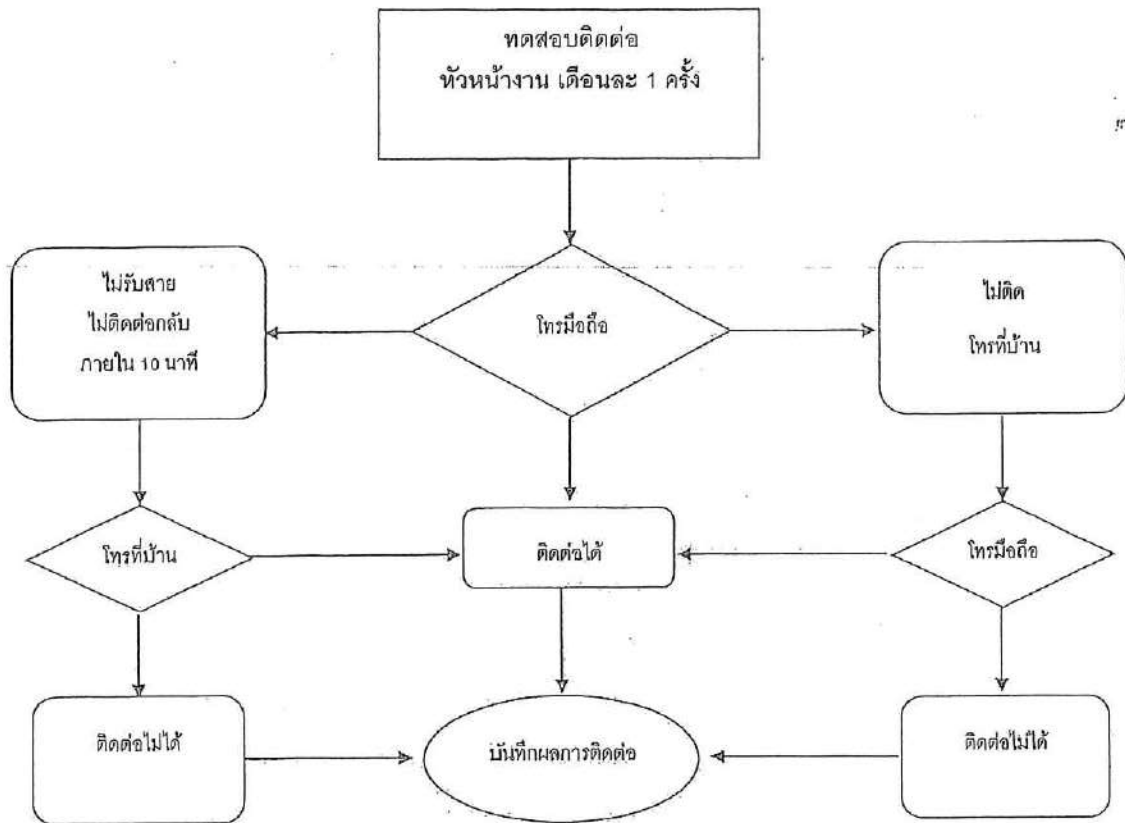 ทดสอบติดต่อ
หัวหน้างาน เดือนละ 1 ครั้ง
ไม่รับสาย
ไม่ติดต่อกลับ
ภายใน 10 นาที
โทรมือถือ
ไม่ติด
โทรที่บ้าน
โทรที่บ้าน
ติดต่อได้
โทรมือถือ
ติดต่อไม่ได้
บันทึกผลการติดต่อ
ติดต่อไม่ได้